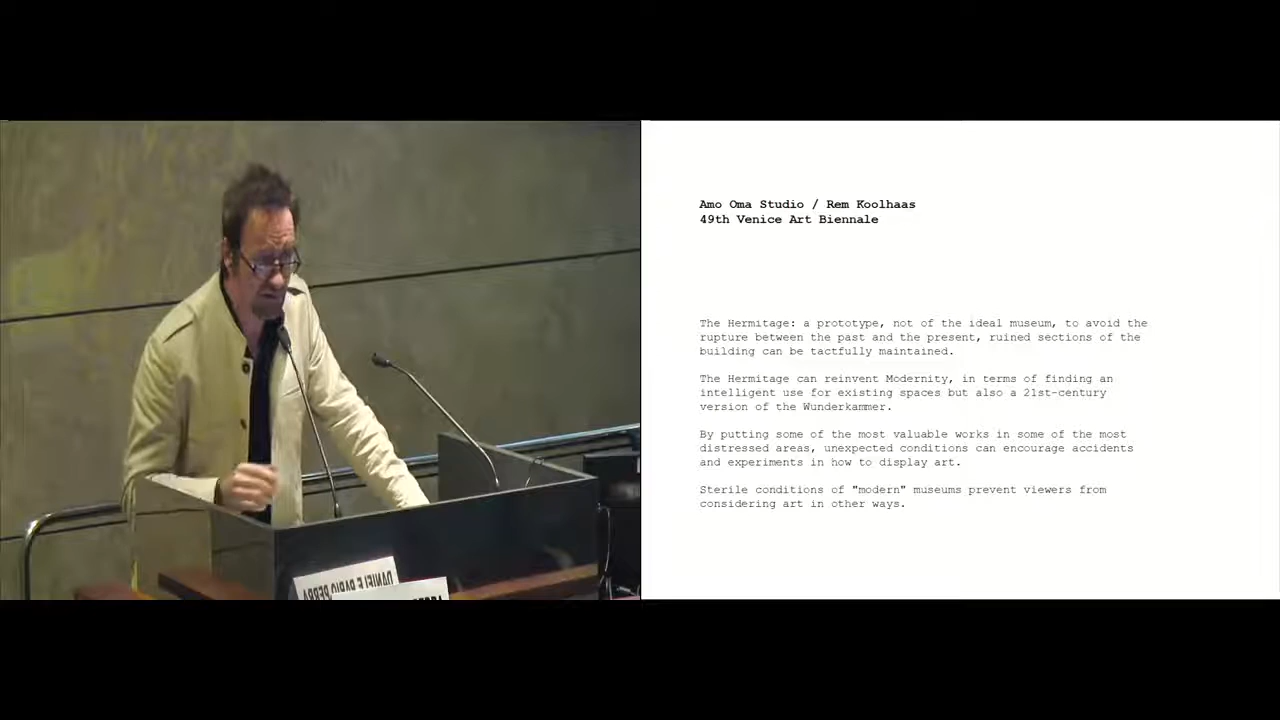 Amo Oma Studio / Rem Koolhaas
49th Venice Art Biennale
The Hermitage: a prototype, not of the ideal museum, to avoid the
rupture between the past and the present, ruined sections of the
building can be tactfully maintained.
The Hermitage can reinvent Modernity, in terms of finding an
intelligent use for existing spaces but also a 21st-century
version of the Wunderkammer.
By putting some of the most valuable works in some of the most
distressed areas, unexpected conditions can encourage accidents
and experiments in how to display art.
Sterile conditions of "modern" museums prevent viewers from
considering art in other ways.
DANIELE